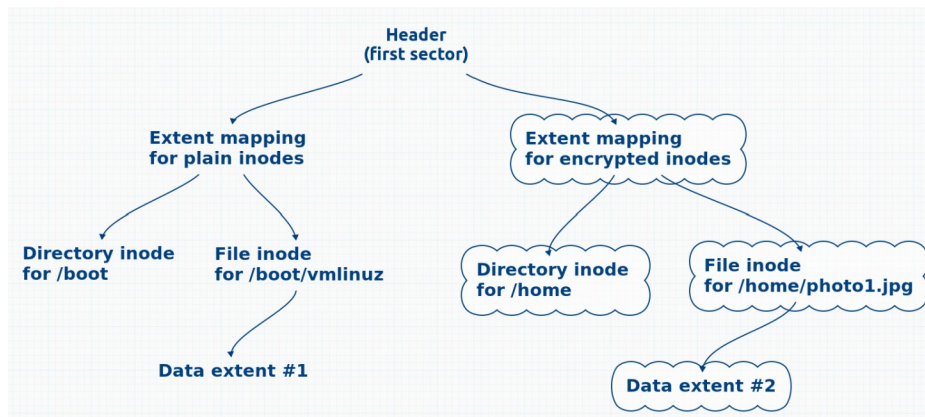 Header
(first sector)
Extent mapping
for plain inodes
Extent mapping
for encrypted inodes
Directory inode
for /boot
File inode
for /boot/vmlinuz
Directory inode
for /home
File inode
for /home/photo1.jpg
Data extent #1
Data extent #2